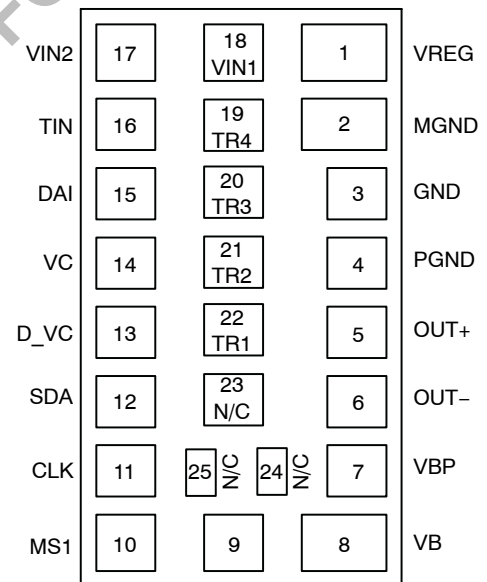 VIN2 17 18 1 VREG
VIN1
TIN 16 19 2 MGND
TR4
DAI 15 20 3 GND
TR3
VC 14 21 4 PGND
TR2
D_VC 13 22 5 OUT+
TR1
SDA 12 23 6 OUT−
N/C
CLK 11 25 N/C 24 N/C 7 VBP
MS1 10 9 8 VB